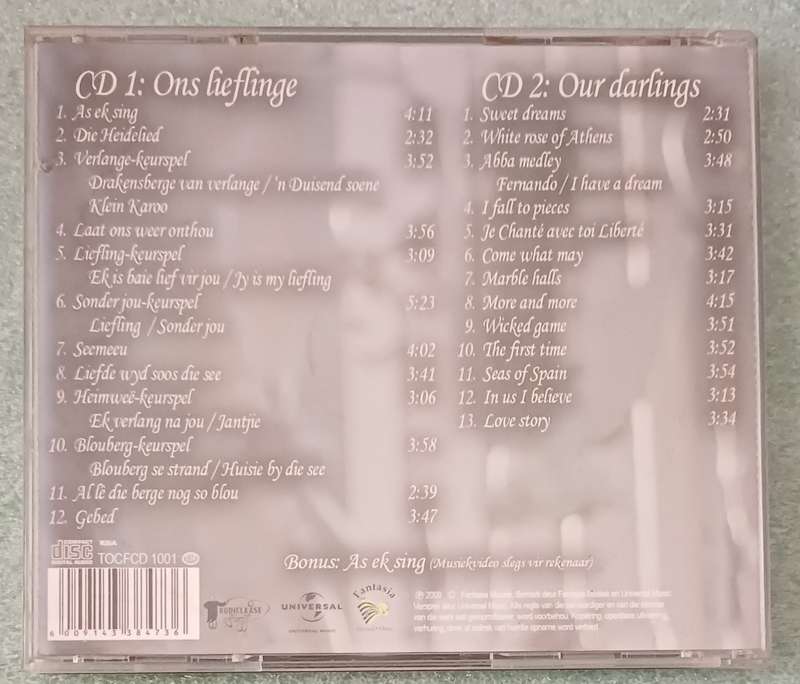 CD 1: Ons lieflinge
1. As ek sing 4:11
2. Die Heidelied 2:32
3. Verlange-keurspel 3:52
Drakensberge van verlange / 'n Duisend soene
Klein Karoo
4. Laat ons weer onthou 3:56
5. Liefling-keurspel 3:09
Ek is baie lief vir jou / Jy is my liefling
6. Sonder jou-keurspel 5:23
Liefling / Sonder jou
7. Seemeeu 4:02
8. Liefde wyd soos die see 3:41
9. Heimweë-keurspel 3:06
Ek verlang na jou / Jantjie
10. Blouberg-keurspel 3:58
Blouberg se strand / Huisie by die see
11. Al lê die berge nog so blou 2:39
12. Gebed 3:47
CD 2: Our darlings
1. Sweet dreams 2:31
2. White rose of Athens 2:50
3. Abba medley 3:48
Fernando / I have a dream
4. I fall to pieces 3:15
5. Je Chanté avec toi Liberté 3:31
6. Come what may 3:42
7. Marble halls 3:17
8. More and more 4:15
9. Wicked game 3:51
10. The first time 3:52
11. Seas of Spain 3:54
12. In us I believe 3:13
13. Love story 3:34
Bonus: As ek sing (Musiekvideo slegs vir rekenaar)
COMPACT
disc
DIGITAL AUDIO
TOCFCD 1001
6 009143 384736
UNIVERSAL
UNIVERSAL MUSIC
Fantasia